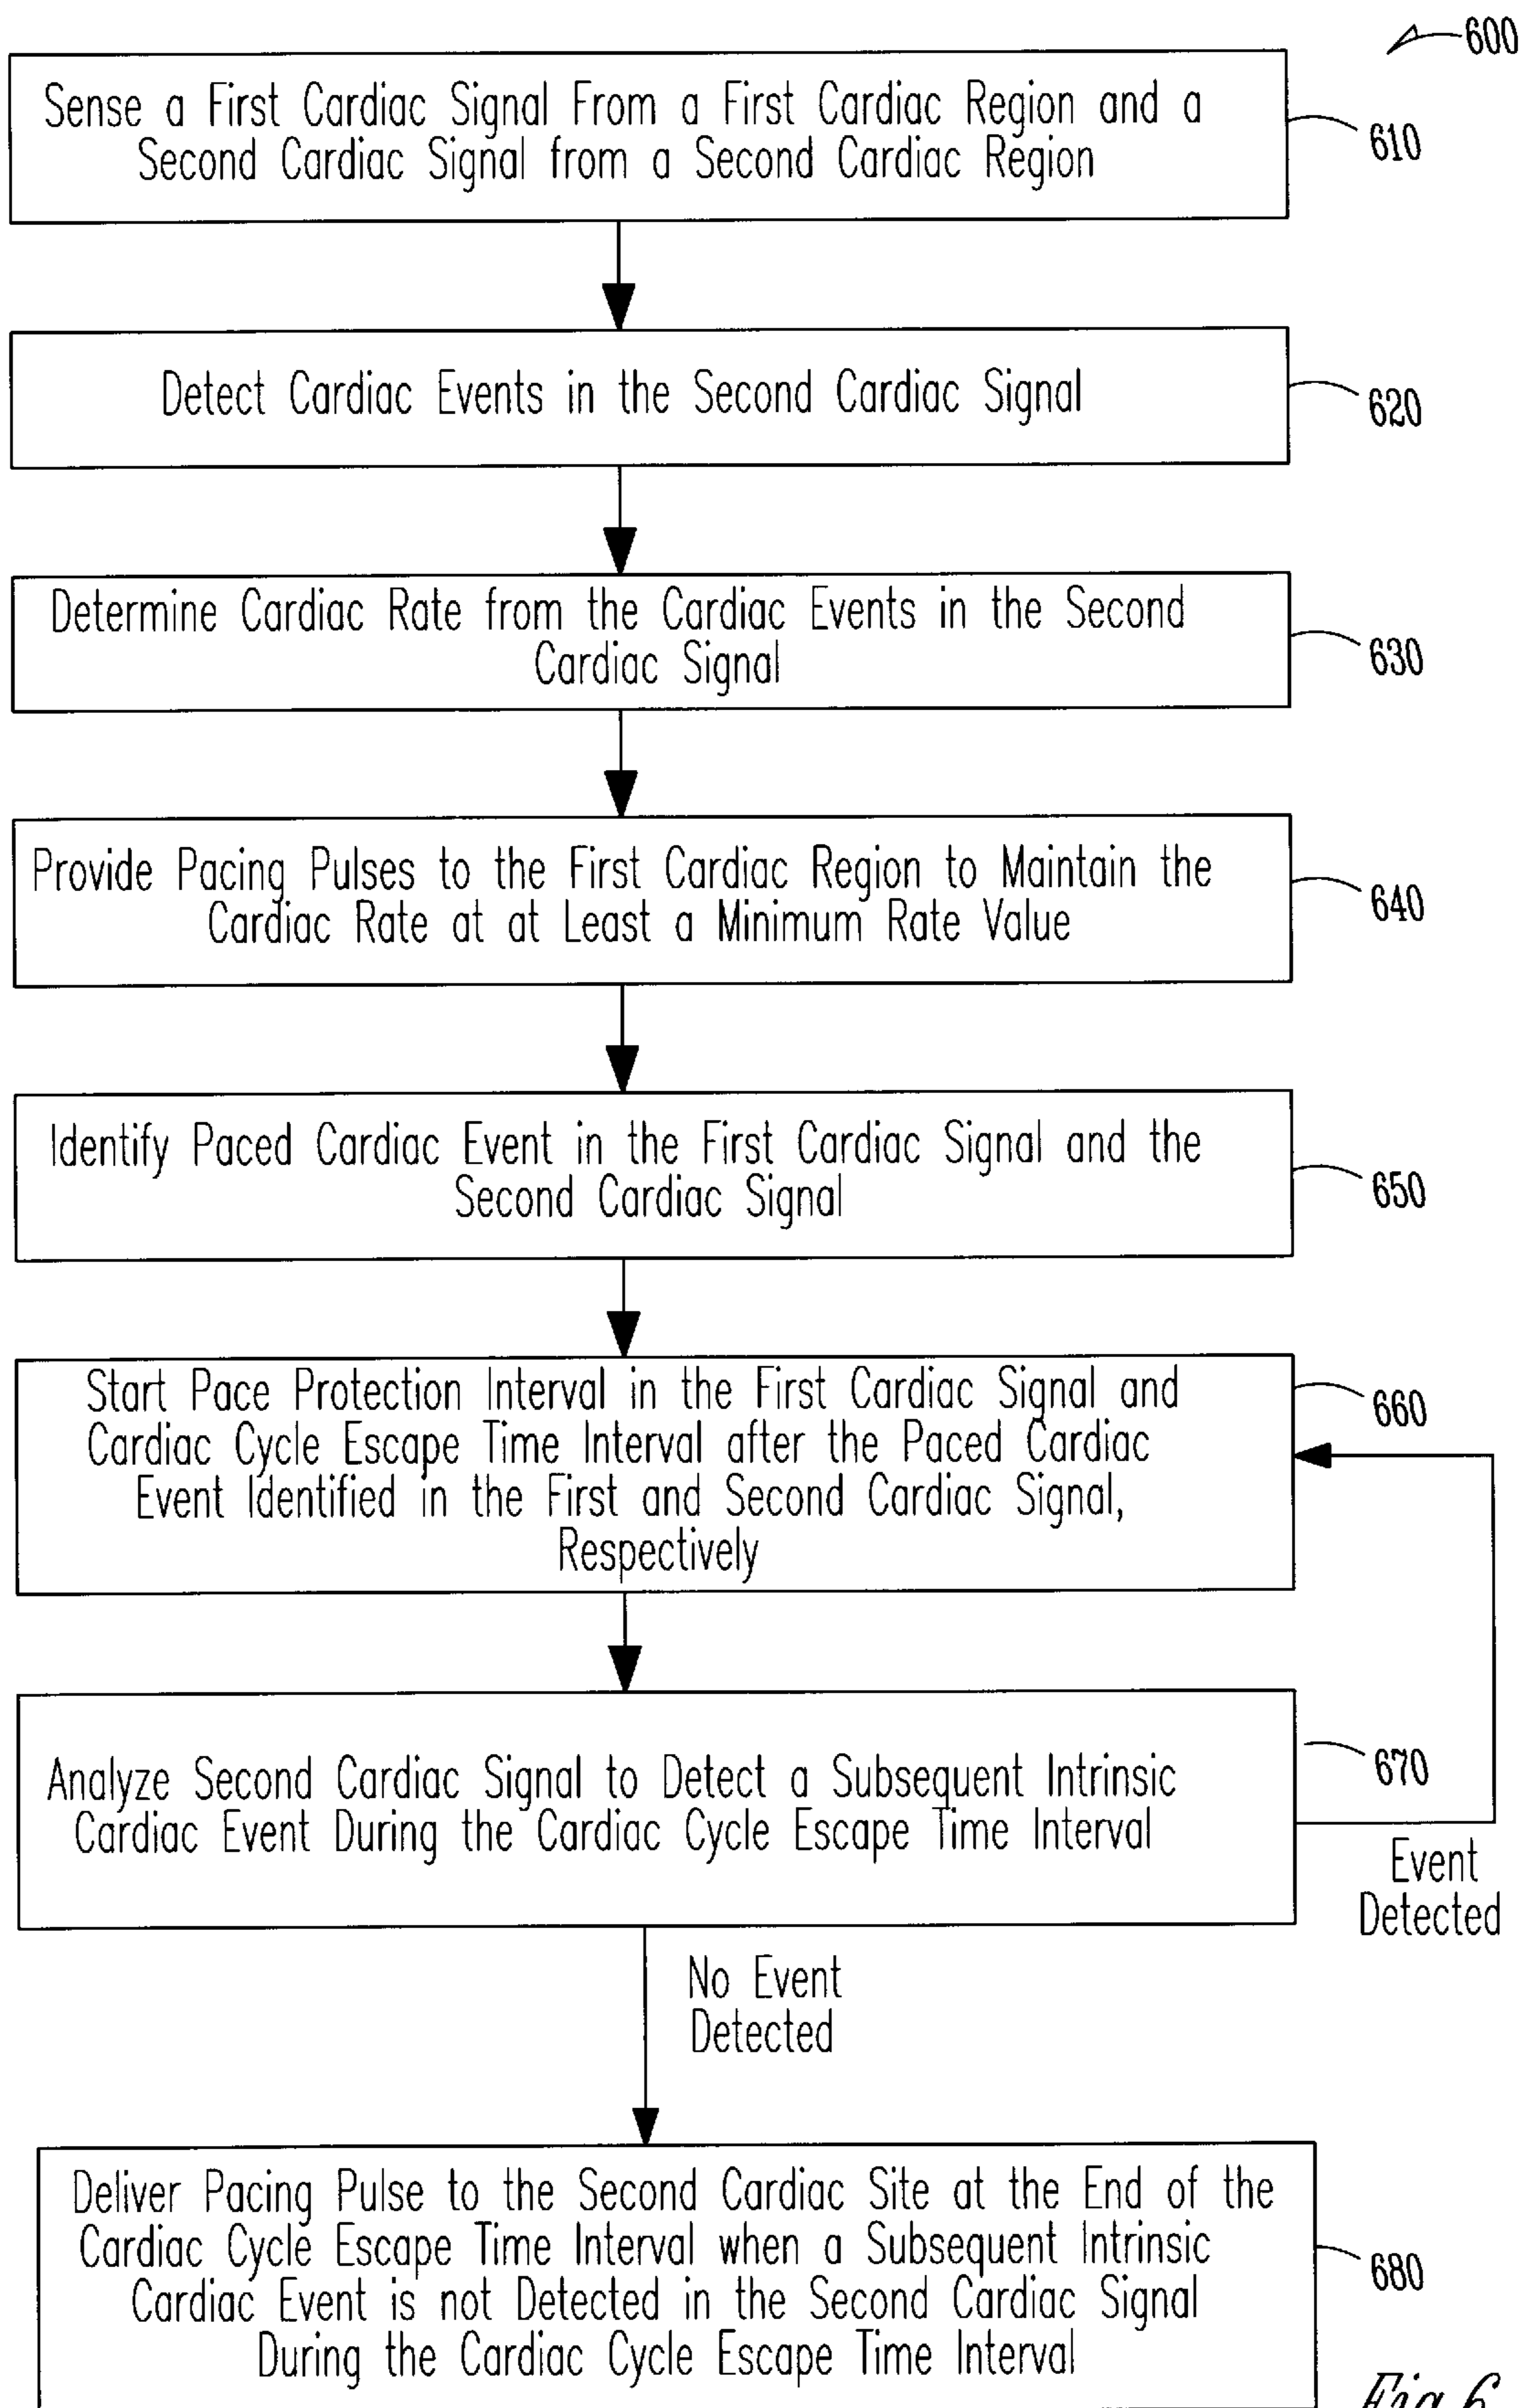 600
Sense a First Cardiac Signal From a First Cardiac Region and a
Second Cardiac Signal from a Second Cardiac Region
610
Detect Cardiac Events in the Second Cardiac Signal
620
Determine Cardiac Rate from the Cardiac Events in the Second
Cardiac Signal
630
Provide Pacing Pulses to the First Cardiac Region to Maintain the
Cardiac Rate at at Least a Minimum Rate Value
640
Identify Paced Cardiac Event in the First Cardiac Signal and the
Second Cardiac Signal
650
Start Pace Protection Interval in the First Cardiac Signal and
Cardiac Cycle Escape Time Interval after the Paced Cardiac
Event Identified in the First and Second Cardiac Signal,
Respectively
660
Analyze Second Cardiac Signal to Detect a Subsequent Intrinsic
Cardiac Event During the Cardiac Cycle Escape Time Interval
670
Event
Detected
No Event
Detected
Deliver Pacing Pulse to the Second Cardiac Site at the End of the
Cardiac Cycle Escape Time Interval when a Subsequent Intrinsic
Cardiac Event is not Detected in the Second Cardiac Signal
During the Cardiac Cycle Escape Time Interval
680
Fig.6